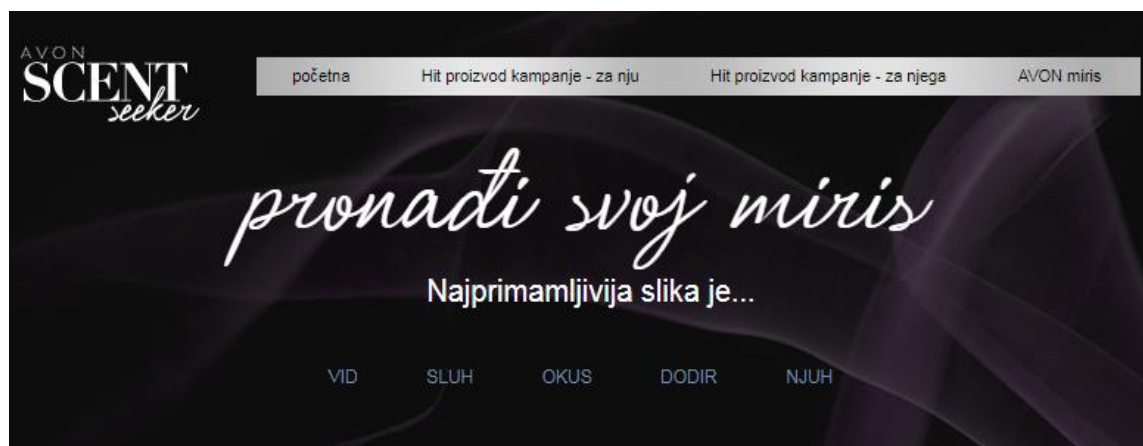 AVON
SCENT
seeker
početna Hit proizvod kampanje - za nju Hit proizvod kampanje - za njega AVON miris
pronađi svoj miris
Najprimamljivija slika je...
VID SLUH OKUS DODIR NJUH